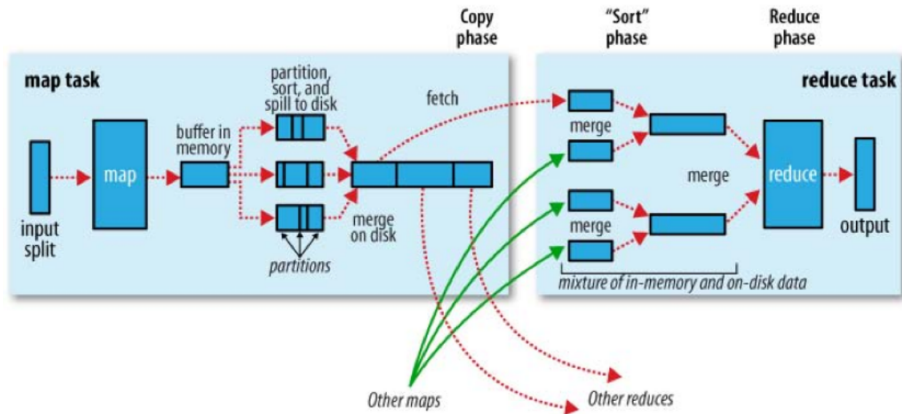 Copy
phase
“Sort”
phase
Reduce
phase
map task
partition,
sort, and
spill to disk
fetch
reduce task
buffer in
memory
merge
map
merge
reduce
input
split
merge
on disk
merge
output
partitions
mixture of in-memory and on-disk data
Other maps
Other reduces